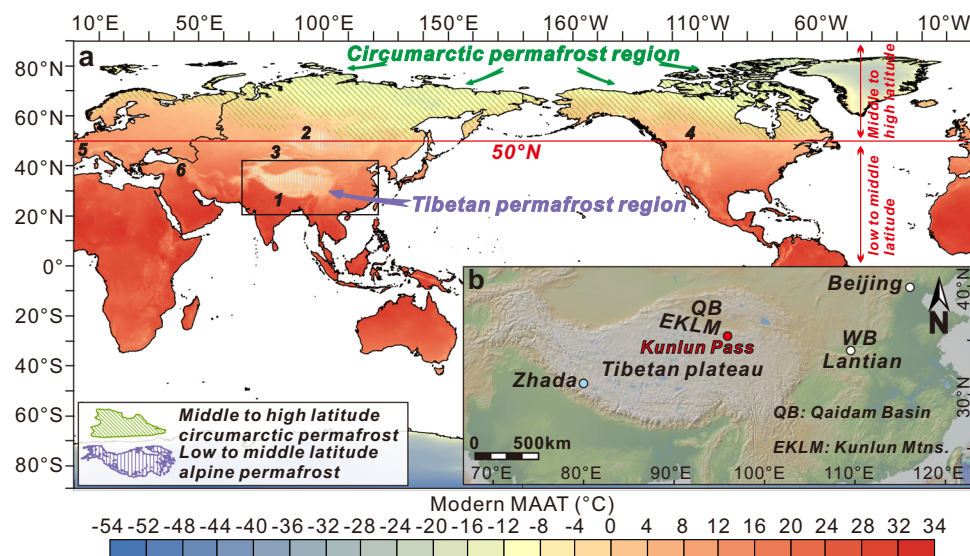 10°E 50°E 100°E 150°E 160°W 110°W 60°W 10°W
a
Circumarctic permafrost region
Middle to
high latitude
80°N
60°N
40°N
20°N
0°
20°S
40°S
60°S
80°S
2
4
5
3
6
1
50°N
Tibetan permafrost region
low to middle
latitude
b
Beijing
40°N
N
QB
EKLM
Kunlun Pass
WB
Lantian
Tibetan plateau
Zhada
30°N
QB: Qaidam Basin
EKLM: Kunlun Mtns.
0 500km
70°E 80°E 90°E 100°E 110°E 120°E
Middle to high latitude
circumarctic permafrost
Low to middle latitude
alpine permafrost
Modern MAAT (°C)
-54 -52 -48 -44 -40 -36 -32 -28 -24 -20 -16 -12 -8 -4 0 4 8 12 16 20 24 28 32 34